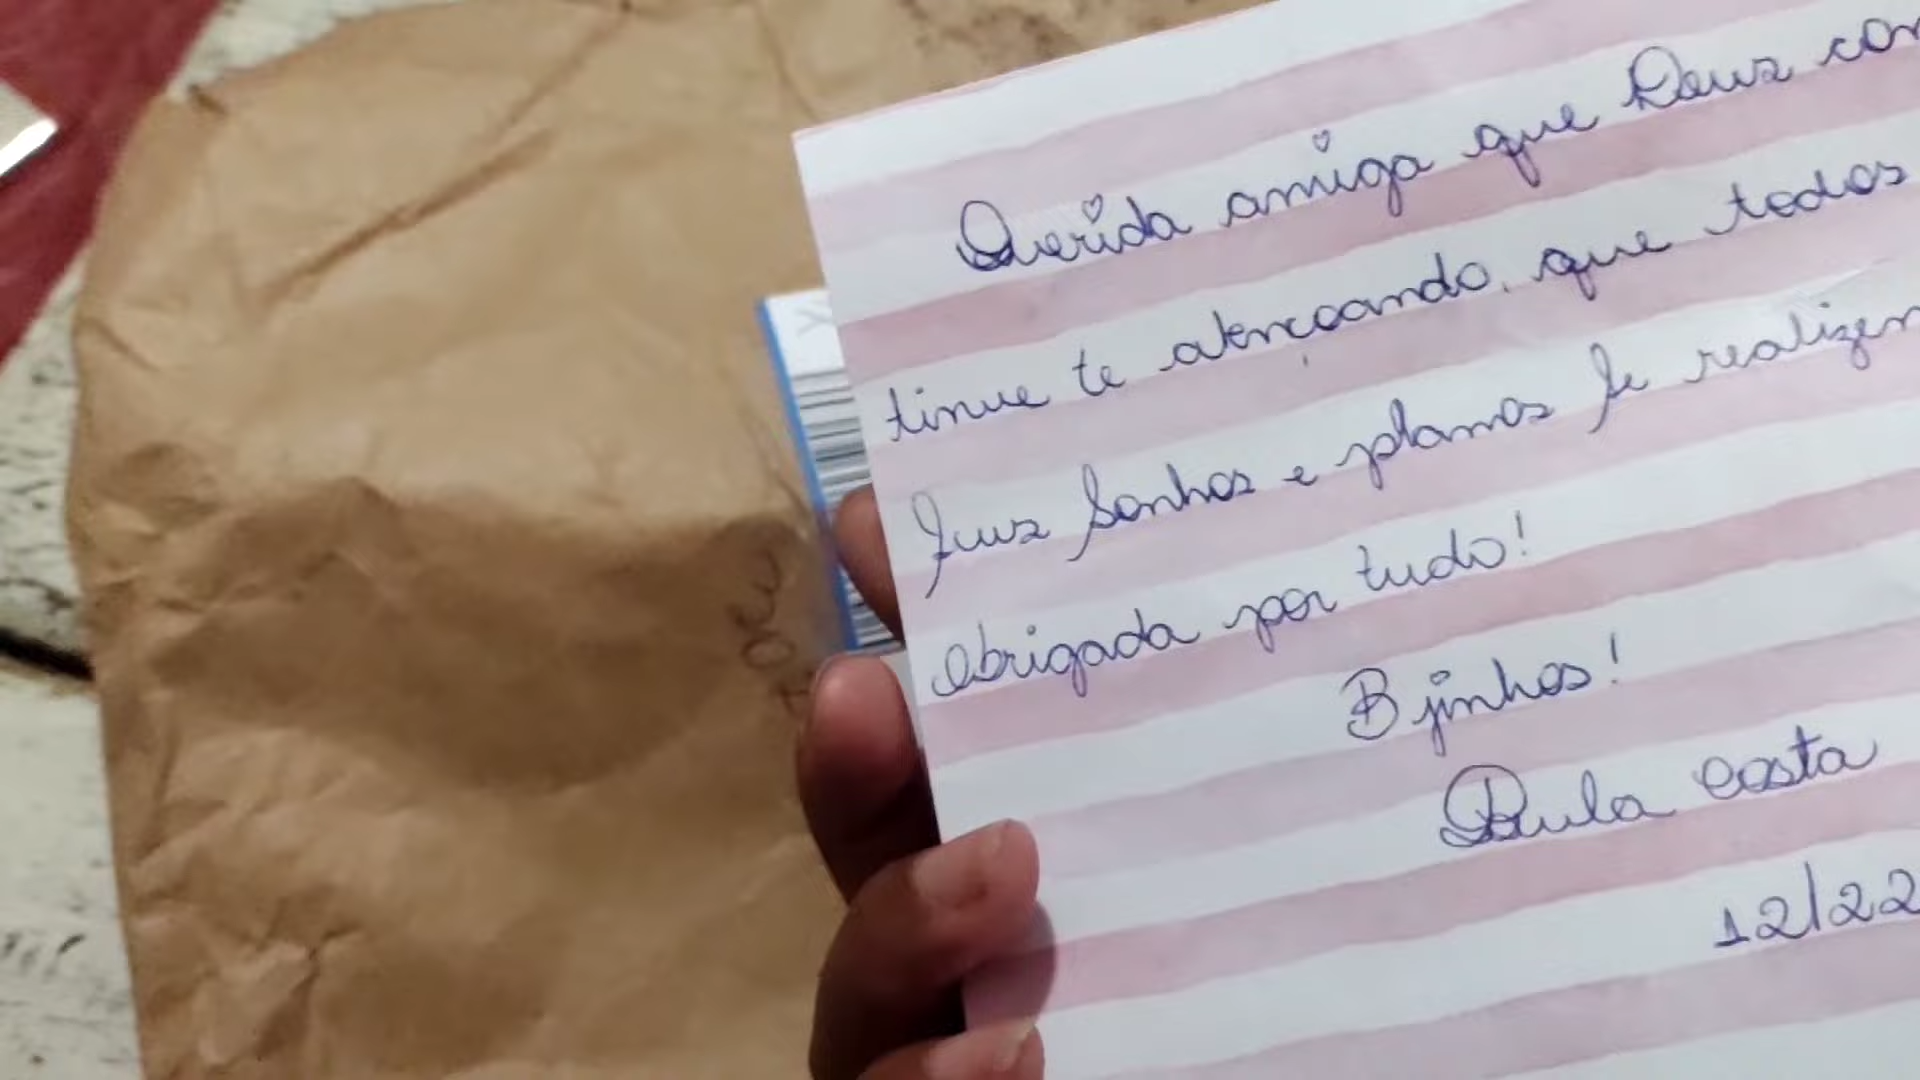 Querida amiga que Deus con
tinue te abençoando, que todos
seus sonhos e planos se realizem
obrigada por tudo!
Bjinhos!
Paula Costa
12/22